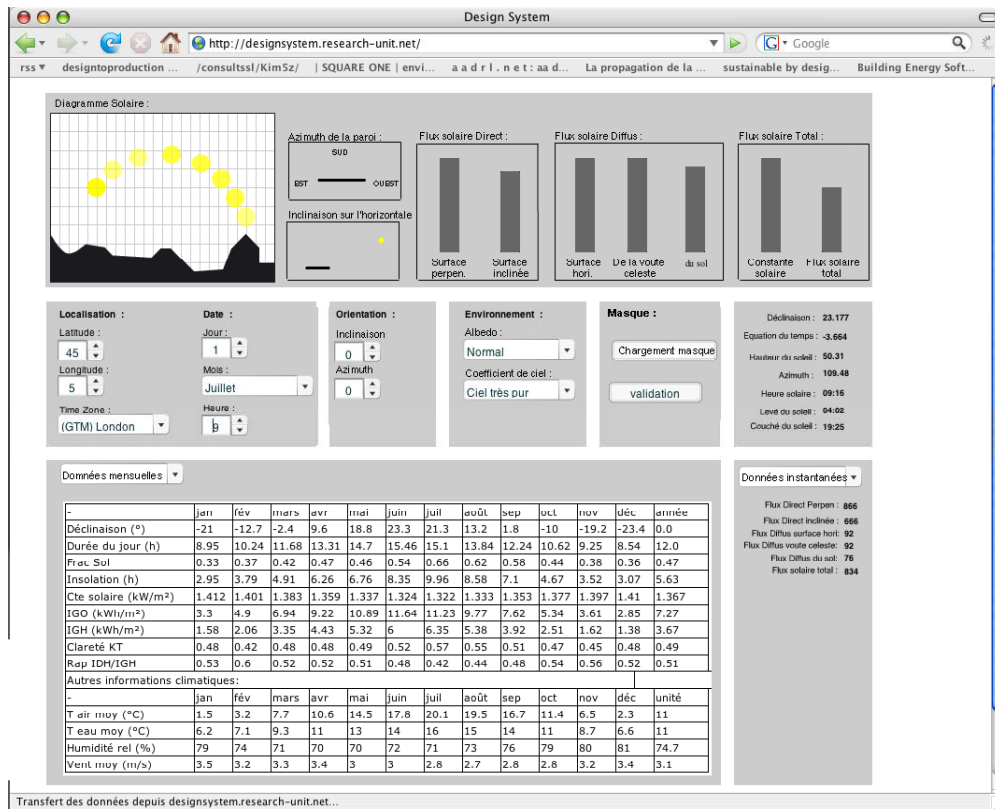 Design System
http://designsystem.research-unit.net/
Google
rss designtoproduction ... /consultssl/Kim5z/ | SQUARE ONE | envi... a a d r l . n e t : aa d... La propagation de la ... sustainable by desig... Building Energy Soft...
Diagramme Solaire :
Azimuth de la paroi :
SUD
EST OUEST
Inclinaison sur l'horizontale
Flux solaire Direct :
Surface perpen.
Surface inclinée
Flux solaire Diffus :
Surface hori.
De la voute celeste
du sol
Flux solaire Total :
Constante solaire
Flux solaire total
Localisation :
Latitude :
45
Longitude :
5
Time Zone :
(GTM) London
Date :
Jour :
1
Mois :
Juillet
Heure :
9
Orientation :
Inclinaison
0
Azimuth
0
Environnement :
Albedo :
Normal
Coefficient de ciel :
Ciel très pur
Masque :
Chargement masque
validation
Déclinaison : 23.177
Equation du temps : -3.664
Hauteur du soleil : 50.31
Azimuth : 109.48
Heure solaire : 09:16
Levé du soleil : 04:02
Couché du soleil : 19:25
Données mensuelles
- jan fév mars avr mai juin juil août sep oct nov déc année
Déclinaison (°) -21 -12.7 -2.4 9.6 18.8 23.3 21.3 13.2 1.8 -10 -19.2 -23.4 0.0
Durée du jour (h) 8.95 10.24 11.68 13.31 14.7 15.46 15.1 13.84 12.24 10.62 9.25 8.54 12.0
Frac Sol 0.33 0.37 0.42 0.47 0.46 0.54 0.66 0.62 0.58 0.44 0.38 0.36 0.47
Insolation (h) 2.95 3.79 4.91 6.26 6.76 8.35 9.96 8.58 7.1 4.67 3.52 3.07 5.63
Cte solaire (kW/m²) 1.412 1.401 1.383 1.359 1.337 1.324 1.322 1.333 1.353 1.377 1.397 1.41 1.367
IGO (kWh/m²) 3.3 4.9 6.94 9.22 10.89 11.64 11.23 9.77 7.62 5.34 3.61 2.85 7.27
IGH (kWh/m²) 1.58 2.06 3.35 4.43 5.32 6 6.35 5.38 3.92 2.51 1.62 1.38 3.67
Clareté KT 0.48 0.42 0.48 0.48 0.49 0.52 0.57 0.55 0.51 0.47 0.45 0.48 0.49
Rap IDH/IGH 0.53 0.6 0.52 0.52 0.51 0.48 0.42 0.44 0.48 0.54 0.56 0.52 0.51
Autres informations climatiques:
- jan fév mars avr mai juin juil août sep oct nov déc unité
T air moy (°C) 1.5 3.2 7.7 10.6 14.5 17.8 20.1 19.5 16.7 11.4 6.5 2.3 11
T eau moy (°C) 6.2 7.1 9.3 11 13 14 16 15 14 11 8.7 6.6 11
Humidité rel (%) 79 74 71 70 70 72 71 73 76 79 80 81 74.7
Vent moy (m/s) 3.5 3.2 3.3 3.4 3 3 2.8 2.7 2.8 2.8 3.2 3.4 3.1
Données instantanées
Flux Direct Perpen : 866
Flux Direct inclinée : 666
Flux Diffus surface hori: 92
Flux Diffus voute celeste: 92
Flux Diffus du sol: 76
Flux solaire total : 834
Transfert des données depuis designsystem.research-unit.net...